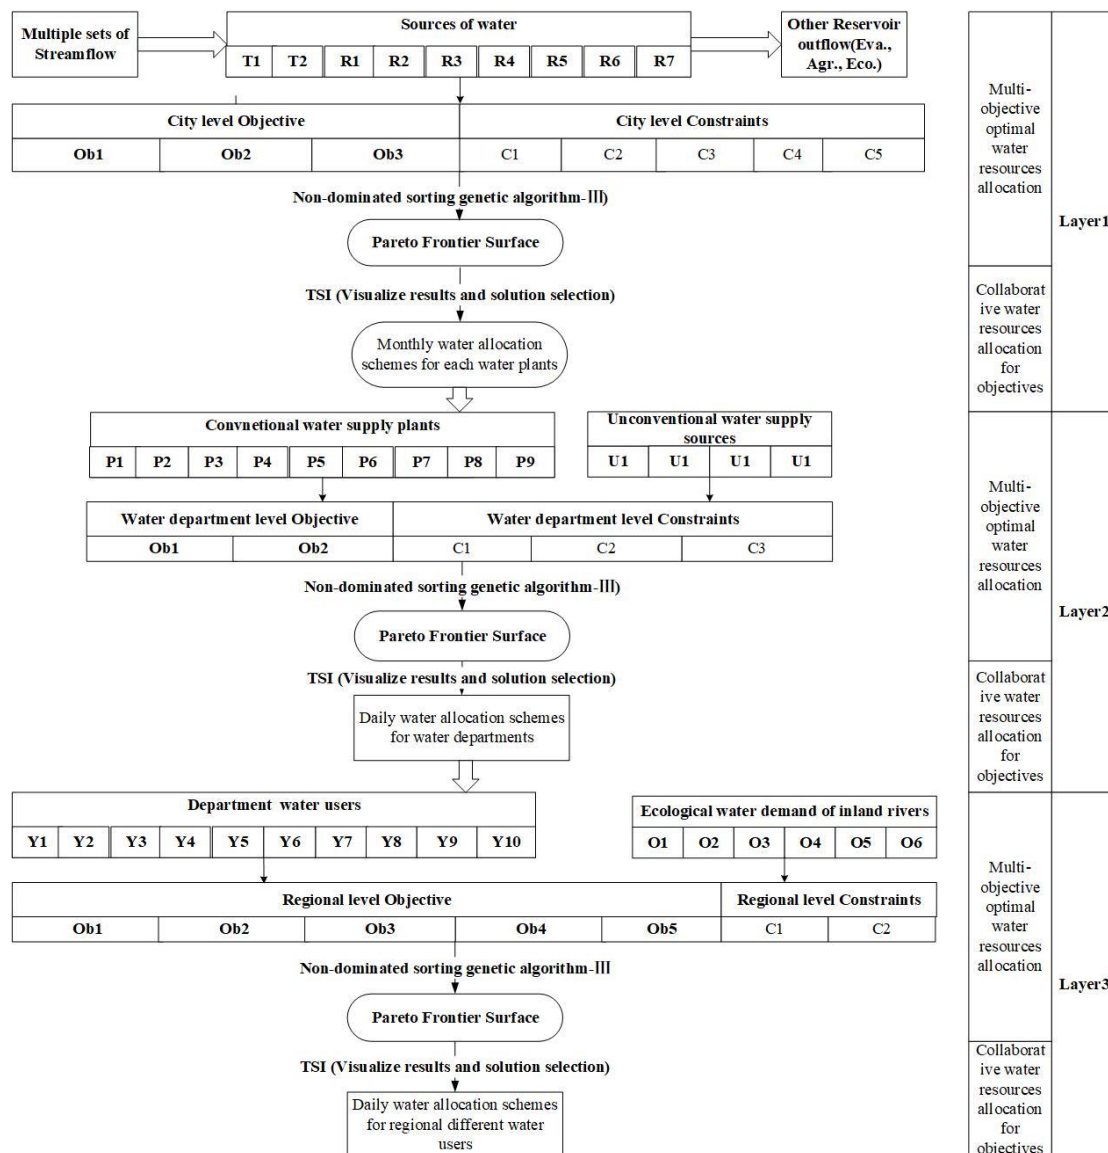 Multiple sets of
Streamflow
Sources of water
T1 T2 R1 R2 R3 R4 R5 R6 R7
Other Reservoir
outflow(Eva.,
Agr., Eco.)
City level Objective
City level Constraints
Ob1 Ob2 Ob3 C1 C2 C3 C4 C5
Non-dominated sorting genetic algorithm-III)
Pareto Frontier Surface
TSI (Visualize results and solution selection)
Monthly water allocation
schemes for each water plants
Multi-
objective
optimal
water
resources
allocation
Collaborat
ive water
resources
allocation
for
objectives
Layer1
Convnetional water supply plants
P1 P2 P3 P4 P5 P6 P7 P8 P9
Unconventional water supply
sources
U1 U1 U1 U1
Water department level Objective
Water department level Constraints
Ob1 Ob2 C1 C2 C3
Non-dominated sorting genetic algorithm-III)
Pareto Frontier Surface
TSI (Visualize results and solution selection)
Daily water allocation schemes
for water departments
Multi-
objective
optimal
water
resources
allocation
Collaborat
ive water
resources
allocation
for
objectives
Layer2
Department water users
Y1 Y2 Y3 Y4 Y5 Y6 Y7 Y8 Y9 Y10
Ecological water demand of inland rivers
O1 O2 O3 O4 O5 O6
Regional level Objective
Regional level Constraints
Ob1 Ob2 Ob3 Ob4 Ob5 C1 C2
Non-dominated sorting genetic algorithm-III
Pareto Frontier Surface
TSI (Visualize results and solution selection)
Daily water allocation schemes
for regional different water
users
Multi-
objective
optimal
water
resources
allocation
Collaborat
ive water
resources
allocation
for
objectives
Layer3